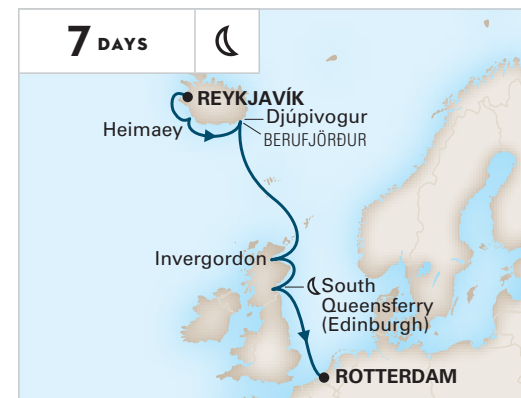 7 DAYS
REYKJAVÍK
Djúpivogur
Heimaey
BERUFJÖRÐUR
Invergordon
South
Queensferry
(Edinburgh)
ROTTERDAM